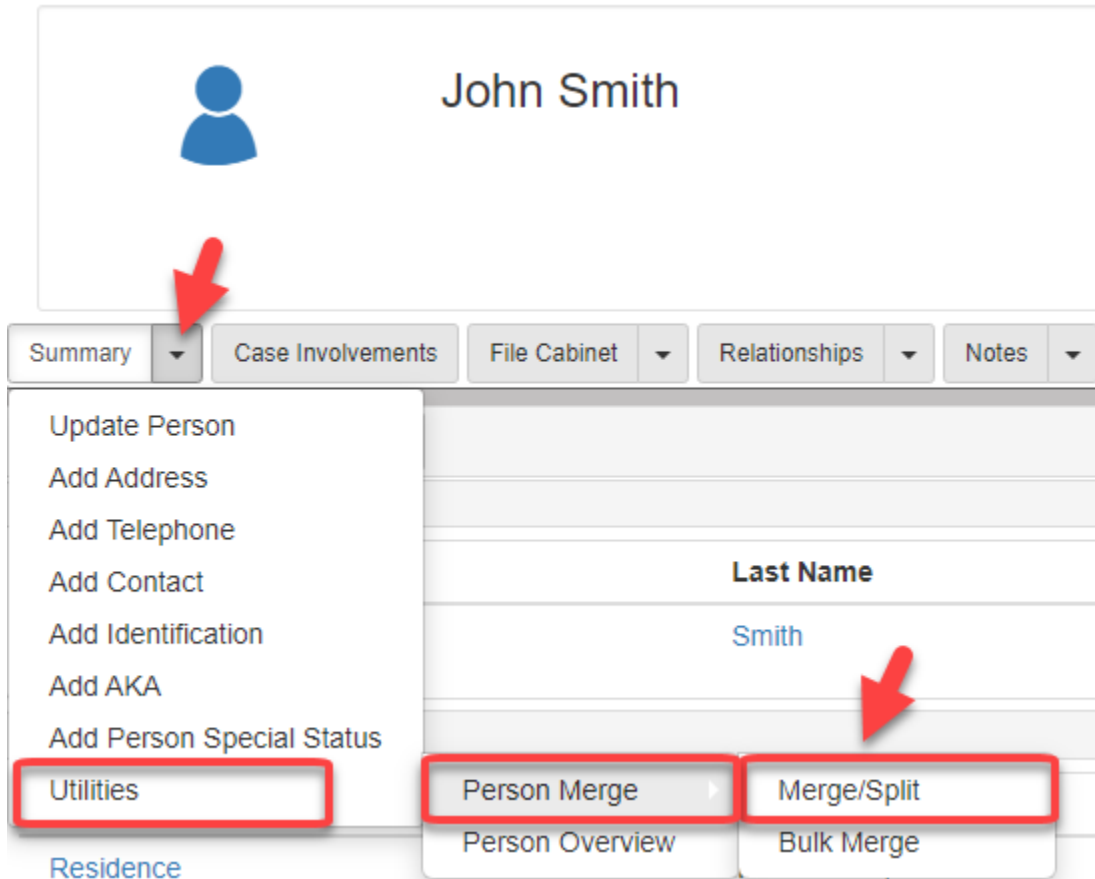 John Smith
Summary Case Involvements File Cabinet Relationships Notes
Update Person
Add Address
Add Telephone
Add Contact
Add Identification
Add AKA
Add Person Special Status
Utilities
Person Merge
Person Overview
Merge/Split
Bulk Merge
Last Name
Smith
Residence